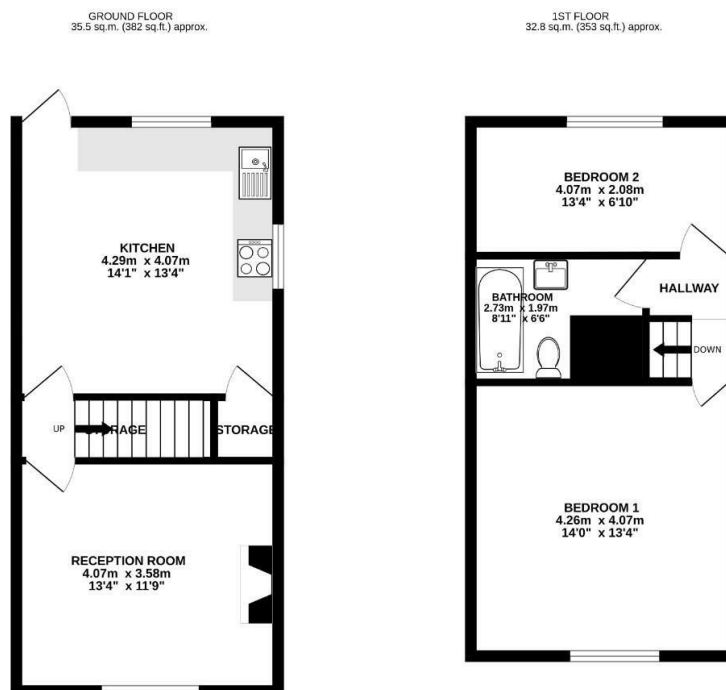 GROUND FLOOR
35.5 sq.m. (382 sq.ft.) approx.
1ST FLOOR
32.8 sq.m. (353 sq.ft.) approx.
KITCHEN
4.29m x 4.07m
14'1" x 13'4"
UP
STORAGE
STORAGE
RECEPTION ROOM
4.07m x 3.58m
13'4" x 11'9"
BEDROOM 2
4.07m x 2.08m
13'4" x 6'10"
BATHROOM
2.73m x 1.97m
8'11" x 6'6"
HALLWAY
DOWN
BEDROOM 1
4.26m x 4.07m
14'0" x 13'4"